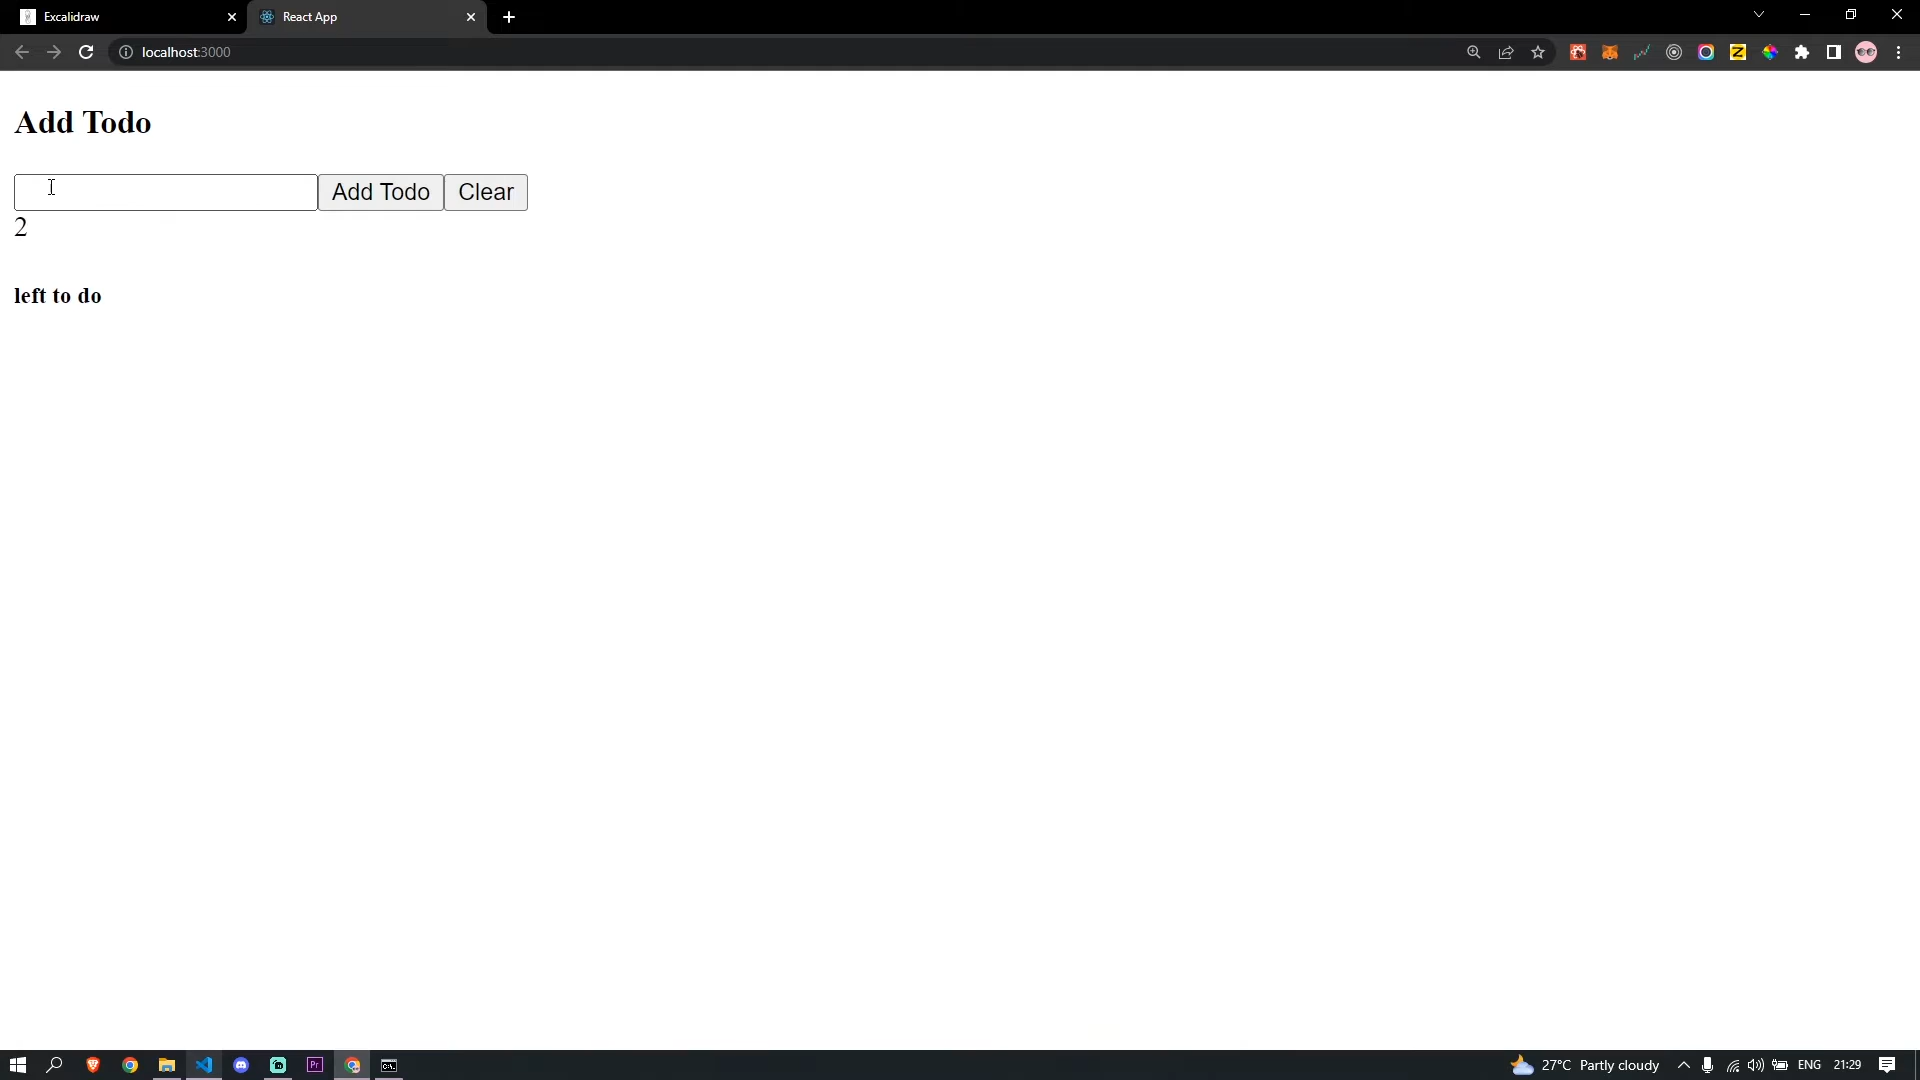 Excalidraw
React App
localhost:3000
Add Todo
Add Todo
Clear
2
left to do
Pr
27°C Partly cloudy
ENG
21:29